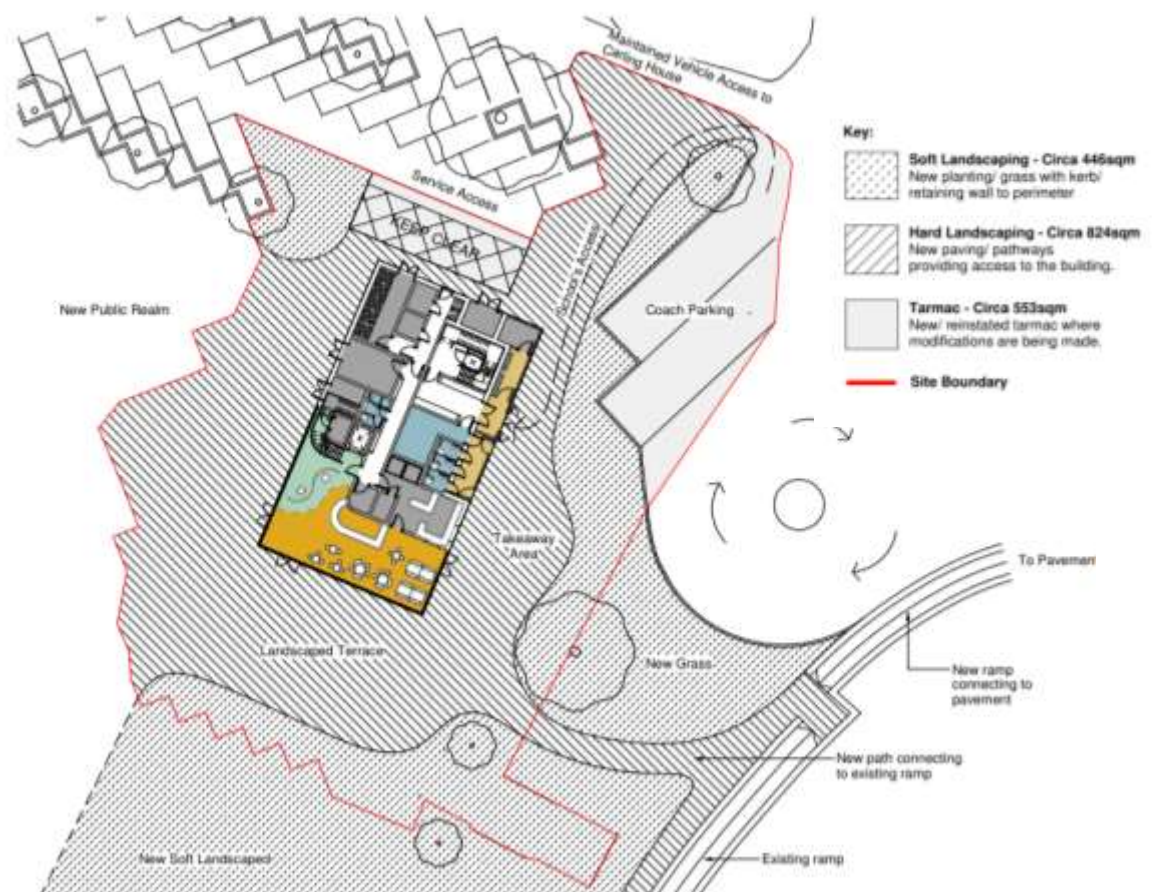 Maintained Vehicle Access to
Carling House
Key:
Soft Landscaping - Circa 446sqm
New planting/ grass with kerb/
retaining wall to perimeter
Hard Landscaping - Circa 824sqm
New paving/ pathways
providing access to the building.
Tarmac - Circa 553sqm
New/ reinstated tarmac where
modifications are being made.
Site Boundary
Service Access
KEEP CLEAR
Access
New Public Realm
Coach Parking
Takeaway
Area
To Pavemen
Landscaped Terrace
New Grass
New ramp
connecting to
pavement
New path connecting
to existing ramp
New Soft Landscaped
Existing ramp